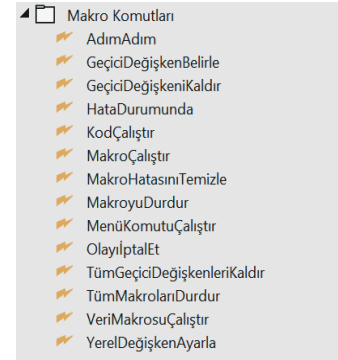 Makro Komutları
AdımAdım
GeçiciDeğişkenBelirle
GeçiciDeğişkeniKaldır
HataDurumunda
KodÇalıştır
MakroÇalıştır
MakroHatasınıTemizle
MakroyuDurdur
MenüKomutuÇalıştır
OlayıİptalEt
TümGeçiciDeğişkenleriKaldır
TümMakrolarıDurdur
VeriMakrosuÇalıştır
YerelDeğişkenAyarla